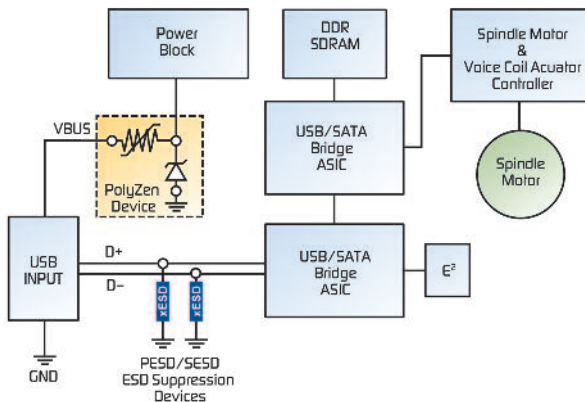 Power
Block
DDR
SDRAM
Spindle Motor
&
Voice Coil Acuator
Controller
VBUS
USB/SATA
Bridge
ASIC
PolyZen
Device
Spindle
Motor
USB
INPUT
D+
D-
USB/SATA
Bridge
ASIC
E²
xESD
xESD
GND
PESD/SESD
ESD Suppression
Devices